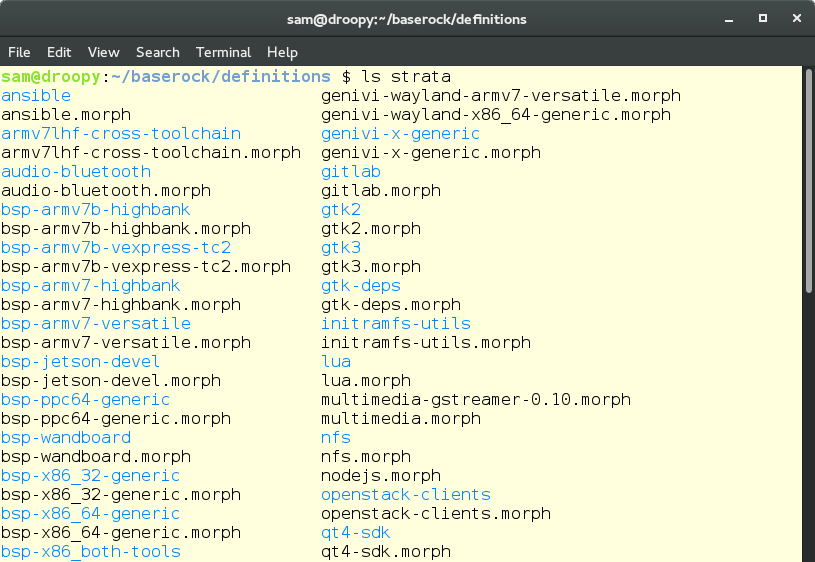 sam@droopy:~/baserock/definitions
File Edit View Search Terminal Help
sam@droopy:~/baserock/definitions $ ls strata
ansible genivi-wayland-armv7-versatile.morph
ansible.morph genivi-wayland-x86_64-generic.morph
armv7lhf-cross-toolchain genivi-x-generic
armv7lhf-cross-toolchain.morph genivi-x-generic.morph
audio-bluetooth gitlab
audio-bluetooth.morph gitlab.morph
bsp-armv7b-highbank gtk2
bsp-armv7b-highbank.morph gtk2.morph
bsp-armv7b-vexpress-tc2 gtk3
bsp-armv7b-vexpress-tc2.morph gtk3.morph
bsp-armv7-highbank gtk-deps
bsp-armv7-highbank.morph gtk-deps.morph
bsp-armv7-versatile initramfs-utils
bsp-armv7-versatile.morph initramfs-utils.morph
bsp-jetson-devel lua
bsp-jetson-devel.morph lua.morph
bsp-ppc64-generic multimedia-gstreamer-0.10.morph
bsp-ppc64-generic.morph multimedia.morph
bsp-wandboard nfs
bsp-wandboard.morph nfs.morph
bsp-x86_32-generic nodejs.morph
bsp-x86_32-generic.morph openstack-clients
bsp-x86_64-generic openstack-clients.morph
bsp-x86_64-generic.morph qt4-sdk
bsp-x86_both-tools qt4-sdk.morph